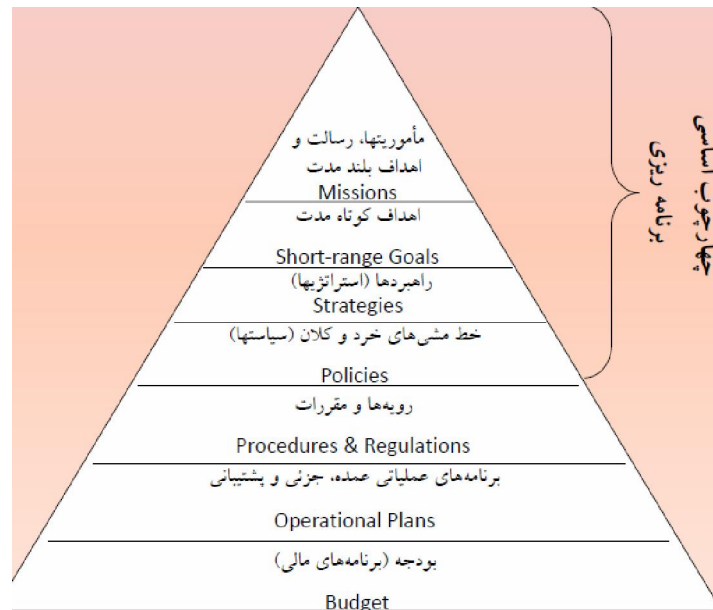 مأموریتها، رسالت و
اهداف بلند مدت
Missions
اهداف کوتاه مدت
Short-range Goals
راهبردها (استراتژیها)
Strategies
خط مشی‌های خرد و کلان (سیاستها)
Policies
رویه‌ها و مقررات
Procedures & Regulations
برنامه‌های عملیاتی عمده، جزئی و پشتیبانی
Operational Plans
بودجه (برنامه‌های مالی)
Budget
چهارچوب اساسی
برنامه ریزی